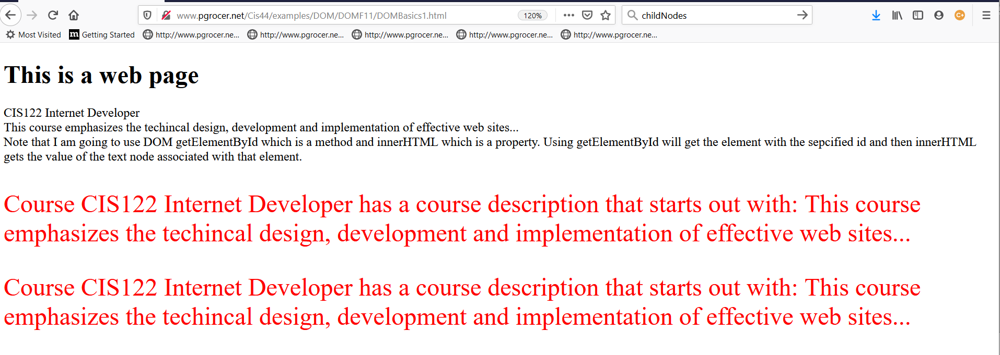 www.pgrocer.net/Cis44/examples/DOM/DOMF11/DOMBasics1.html 120% childNodes
Most Visited m Getting Started http://www.pgrocer.ne... http://www.pgrocer.ne... http://www.pgrocer.ne... http://www.pgrocer.ne... http://www.pgrocer.ne...
This is a web page
CIS122 Internet Developer
This course emphasizes the techincal design, development and implementation of effective web sites...
Note that I am going to use DOM getElementById which is a method and innerHTML which is a property. Using getElementById will get the element with the sepcified id and then innerHTML
gets the value of the text node associated with that element.
Course CIS122 Internet Developer has a course description that starts out with: This course
emphasizes the techincal design, development and implementation of effective web sites...
Course CIS122 Internet Developer has a course description that starts out with: This course
emphasizes the techincal design, development and implementation of effective web sites...